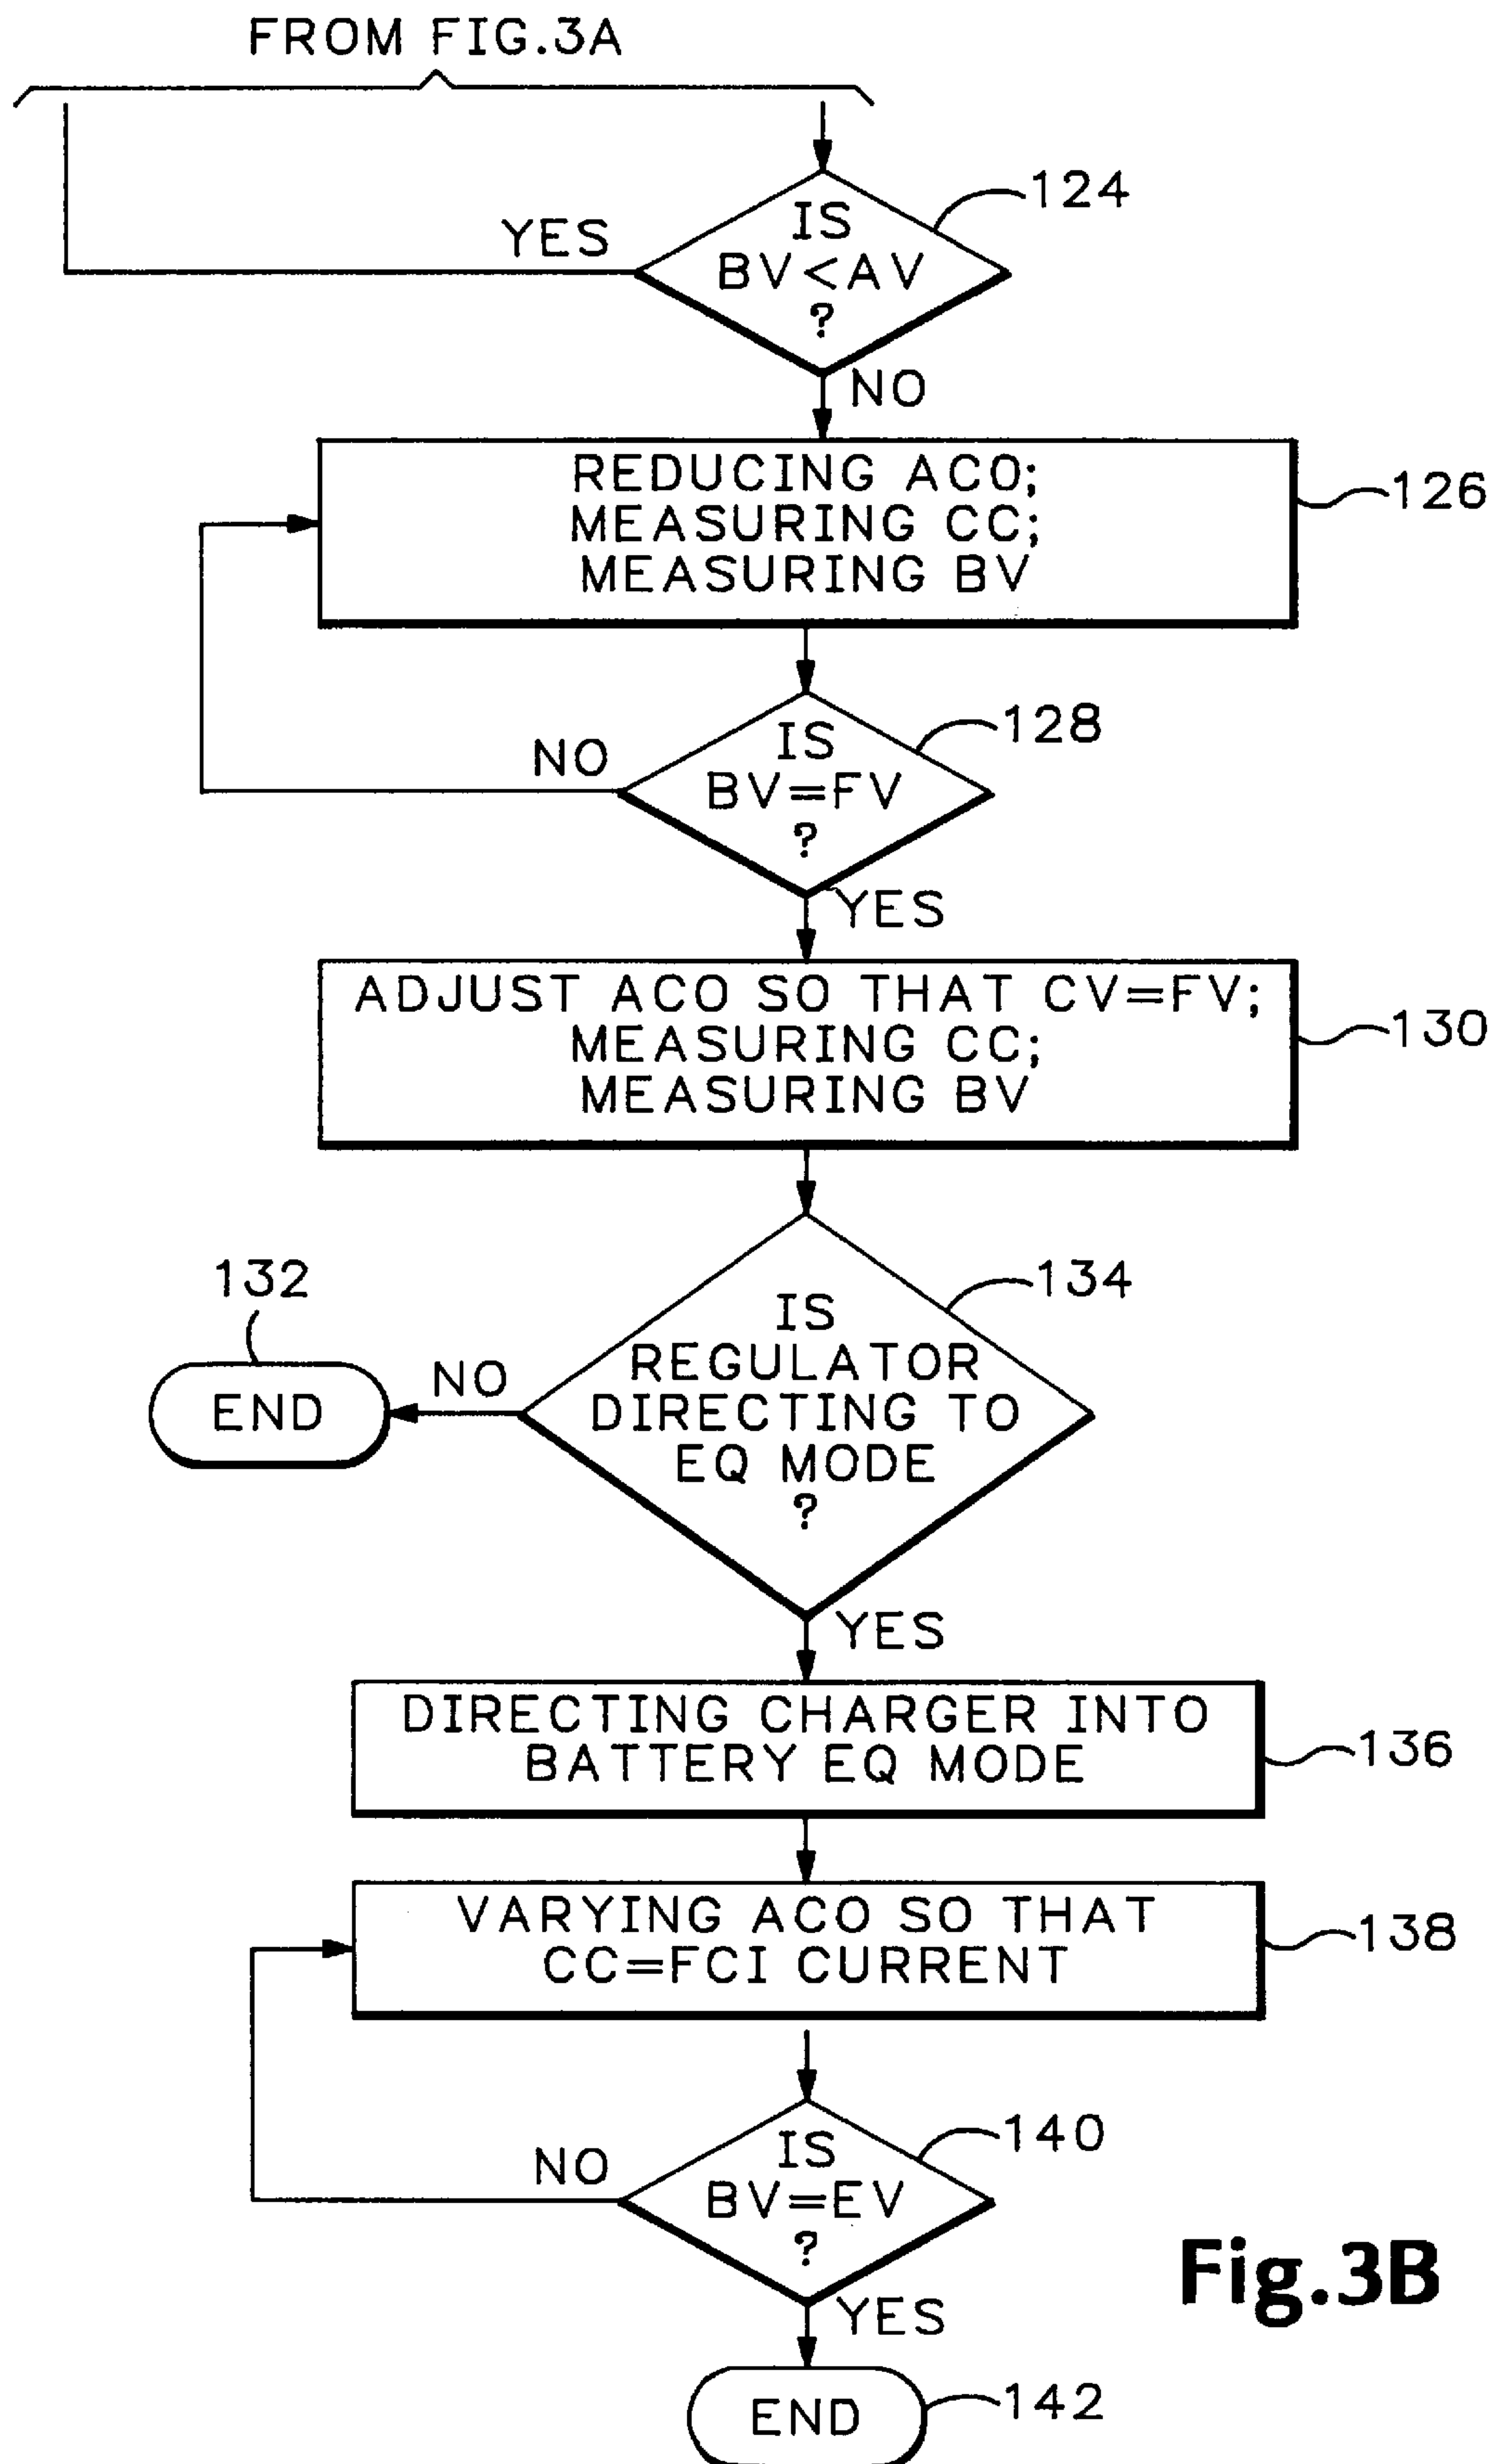 FROM FIG.3A
124
IS
BV<AV
?
YES
NO
REDUCING ACO;
MEASURING CC;
MEASURING BV
126
128
IS
BV=FV
?
NO
YES
ADJUST ACO SO THAT CV=FV;
MEASURING CC;
MEASURING BV
130
132
END
NO
134
IS
REGULATOR
DIRECTING TO
EQ MODE
?
YES
DIRECTING CHARGER INTO
BATTERY EQ MODE
136
VARYING ACO SO THAT
CC=FCI CURRENT
138
140
IS
BV=EV
?
NO
YES
END
142
Fig.3B